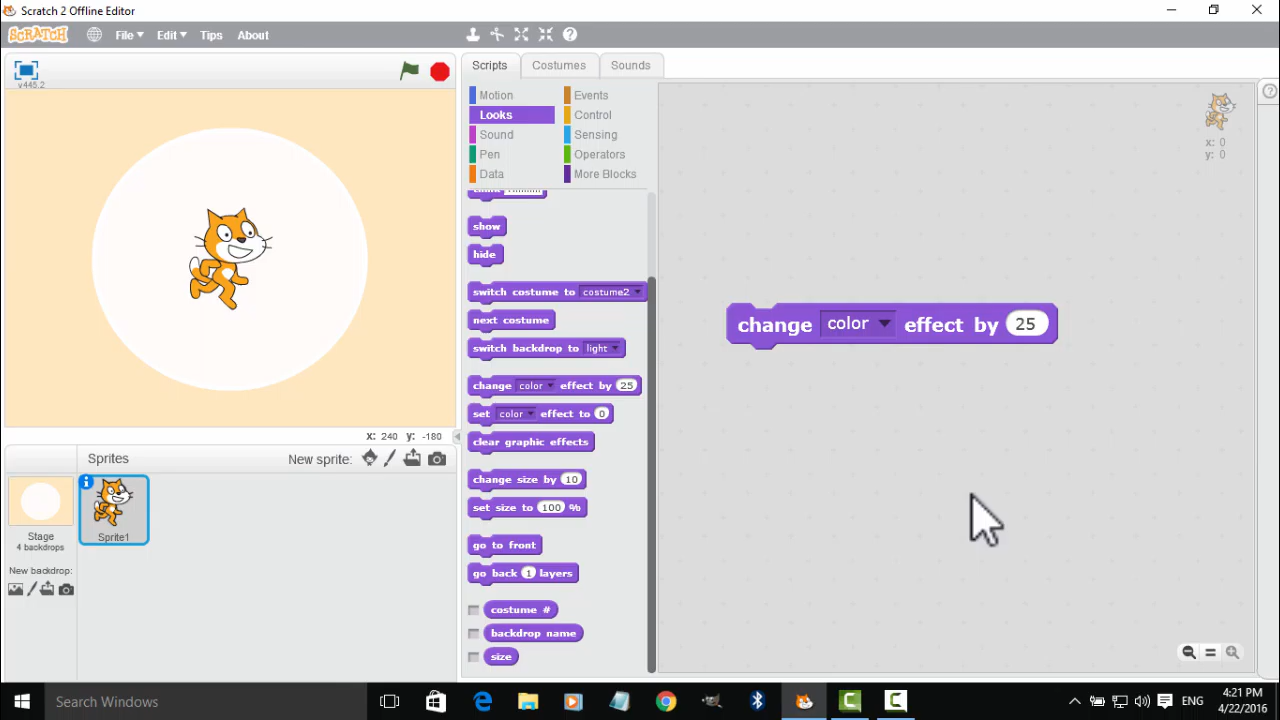 Scratch 2 Offline Editor
SCRATCH File Edit Tips About
v445.2
Scripts Costumes Sounds
Motion Events
Looks Control
Sound Sensing
Pen Operators
Data More Blocks
show
hide
switch costume to costume2
next costume
switch backdrop to light
change color effect by 25
set color effect to 0
clear graphic effects
change size by 10
set size to 100 %
go to front
go back 1 layers
costume #
backdrop name
size
change color effect by 25
x: 0
y: 0
x: 240 y: -180
Sprites New sprite:
Stage
4 backdrops
New backdrop:
Sprite1
Search Windows
ENG
4:21 PM
4/22/2016